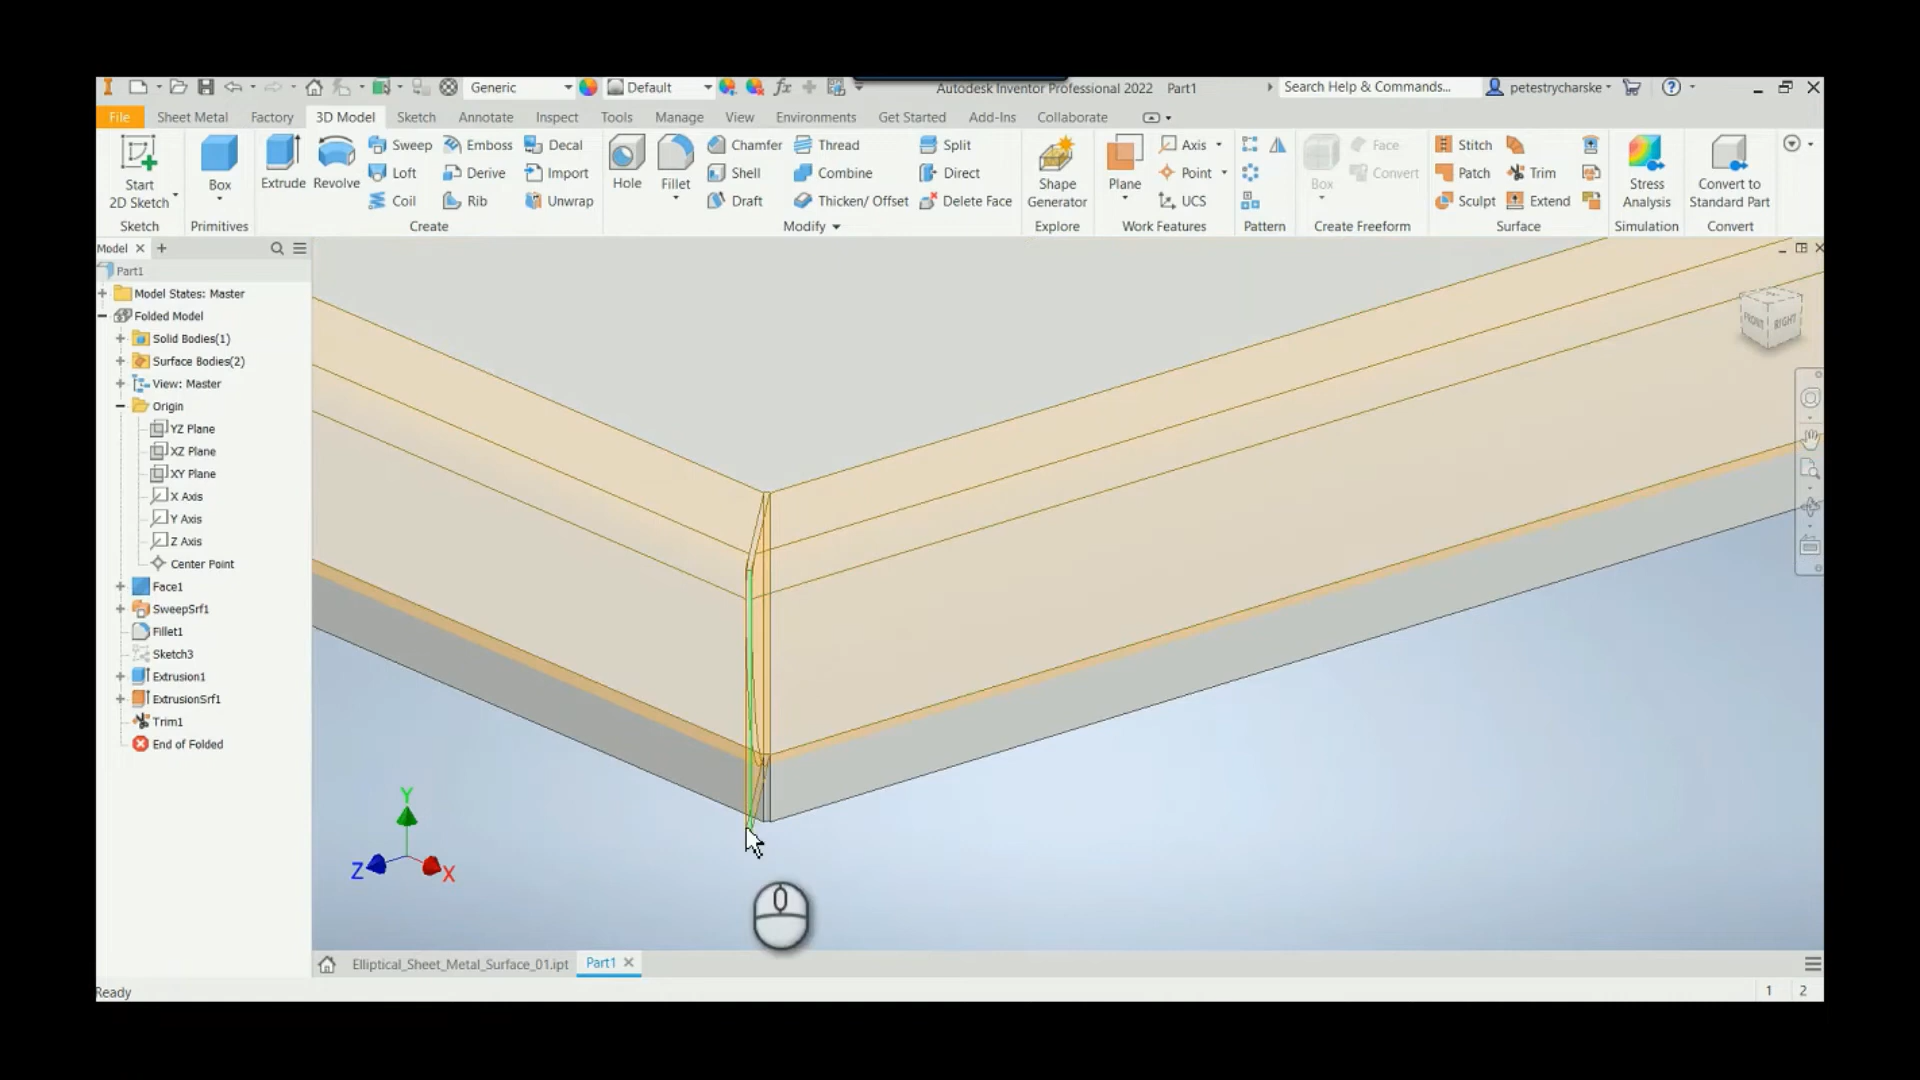 Generic Default fx Autodesk Inventor Professional 2022 Part1 Search Help & Commands... petestrycharske
File Sheet Metal Factory 3D Model Sketch Annotate Inspect Tools Manage View Environments Get Started Add-Ins Collaborate
Start 2D Sketch
Box
Extrude
Revolve
Sweep
Loft
Coil
Emboss
Derive
Rib
Decal
Import
Unwrap
Hole
Fillet
Chamfer
Shell
Draft
Thread
Combine
Thicken/ Offset
Split
Direct
Delete Face
Shape Generator
Plane
Axis
Point
UCS
Box
Face
Convert
Stitch
Patch
Sculpt
Trim
Extend
Stress Analysis
Convert to Standard Part
Sketch Primitives Create Modify Explore Work Features Pattern Create Freeform Surface Simulation Convert
Model
Part1
Model States: Master
Folded Model
Solid Bodies(1)
Surface Bodies(2)
View: Master
Origin
YZ Plane
XZ Plane
XY Plane
X Axis
Y Axis
Z Axis
Center Point
Face1
SweepSrf1
Fillet1
Sketch3
Extrusion1
ExtrusionSrf1
Trim1
End of Folded
FRONT RIGHT
Y
Z
X
Elliptical_Sheet_Metal_Surface_01.ipt Part1
Ready 1 2